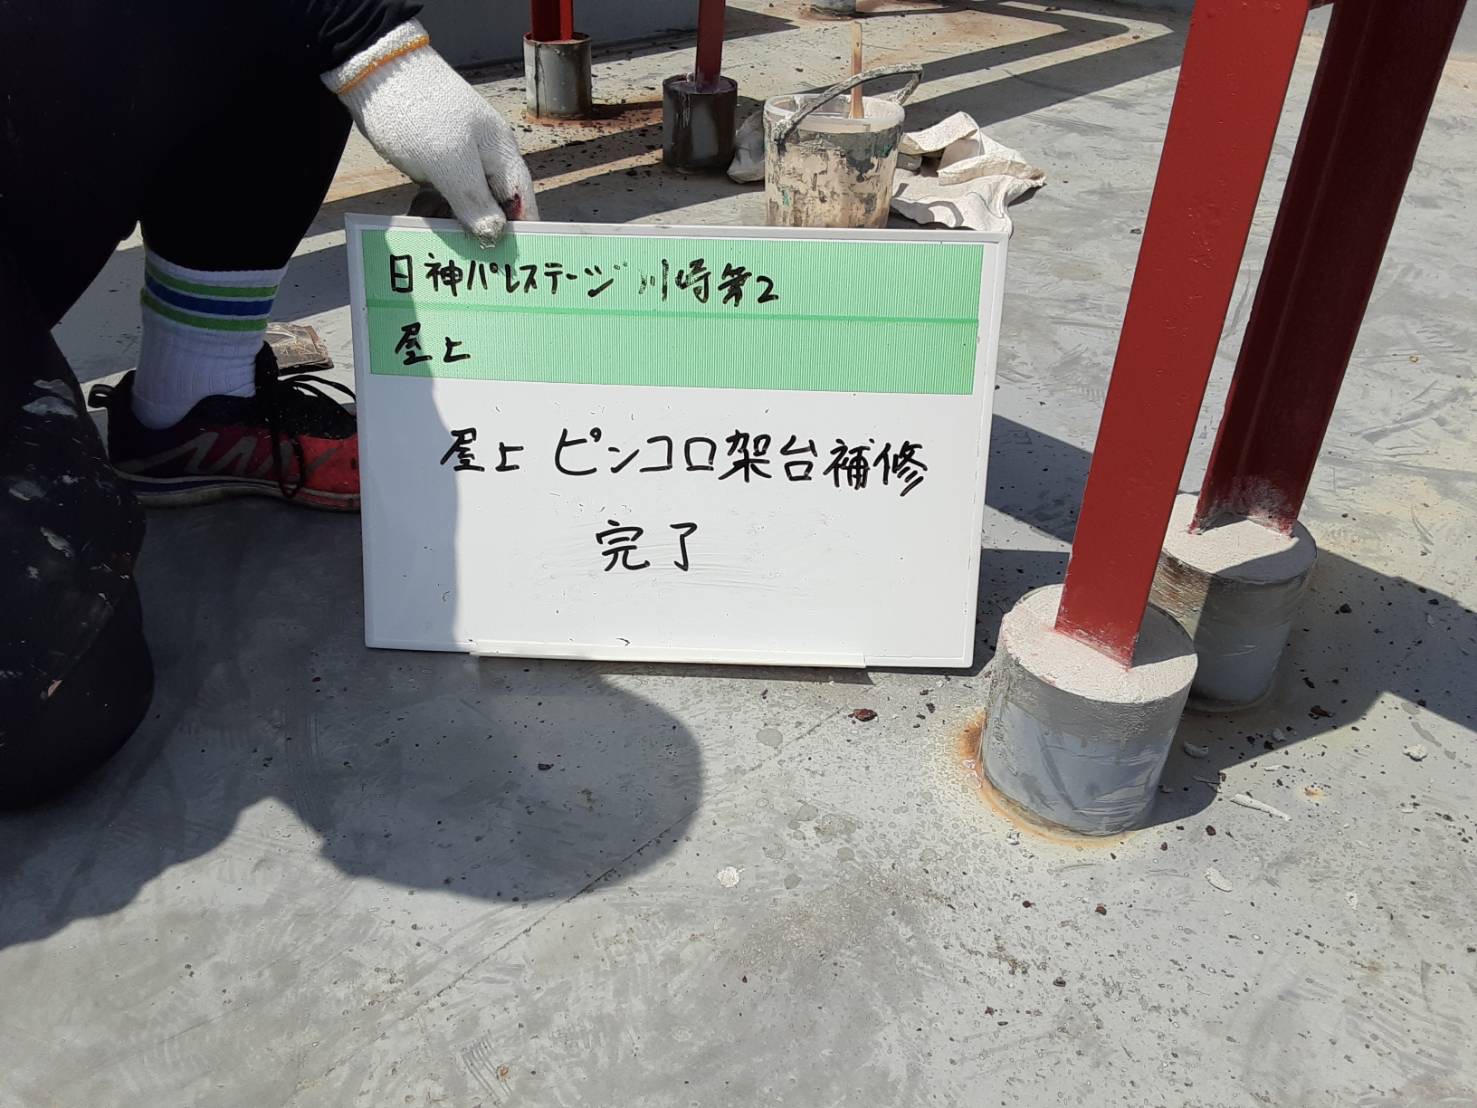 日神パレステージ川崎第2
屋上
屋上 ピンコロ架台補修
完了